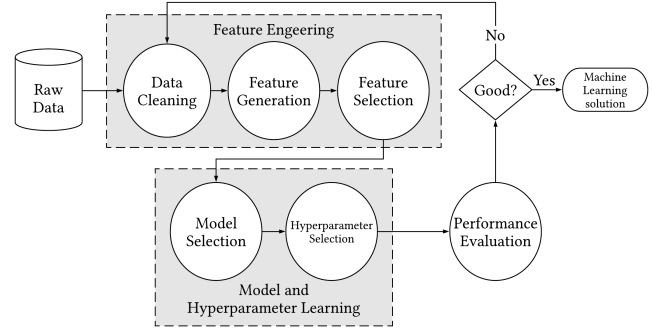 Feature Engeering
No
Raw
Data
Data
Cleaning
Feature
Generation
Feature
Selection
Good?
Yes
Machine
Learning
solution
Model
Selection
Hyperparameter
Selection
Performance
Evaluation
Model and
Hyperparameter Learning